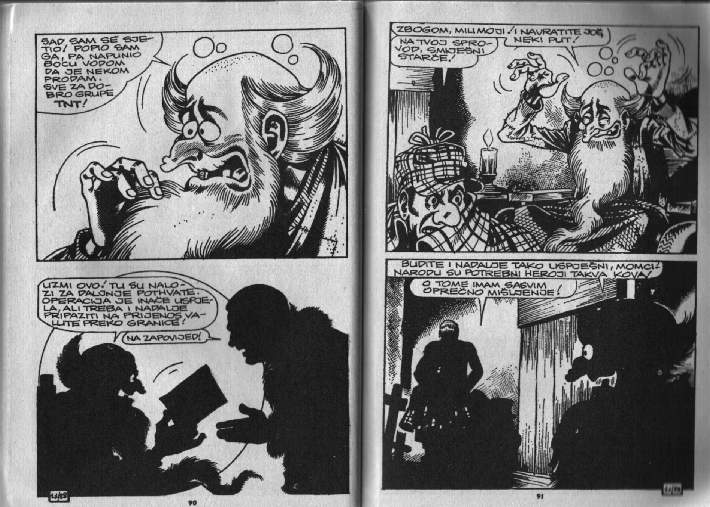 SAD SAM SE SJE-
TIO! POPIO SAM
GA, PA NAPUNIO
BOCU VODOM
DA JE NEKOM
PRODAM.
SVE ZA DO-
BRO GRUPE
TNT!
UZMI OVO! TU SU NALO-
ZI ZA DALJNJE POTHVATE.
OPERACIJA JE INAČE USPJE-
LA, ALI TREBA I NADALJE
PRIPAZITI NA PRIJENOS VA-
LUTE PREKO GRANICE!
NA ZAPOVIJED!
90
ZBOGOM, MILI MOJI! I NAVRATITE JOŠ
NEKI PUT!
NA TVOJ SPRO-
VOD, SMIJEŠNI
STARČE!
BUDITE I NADALJE TAKO USPJEŠNI, MOMCI!
NARODU SU POTREBNI HEROJI TAKVA KOVA!
O TOME IMAM SASVIM
OPREČNO MIŠLJENJE!
91